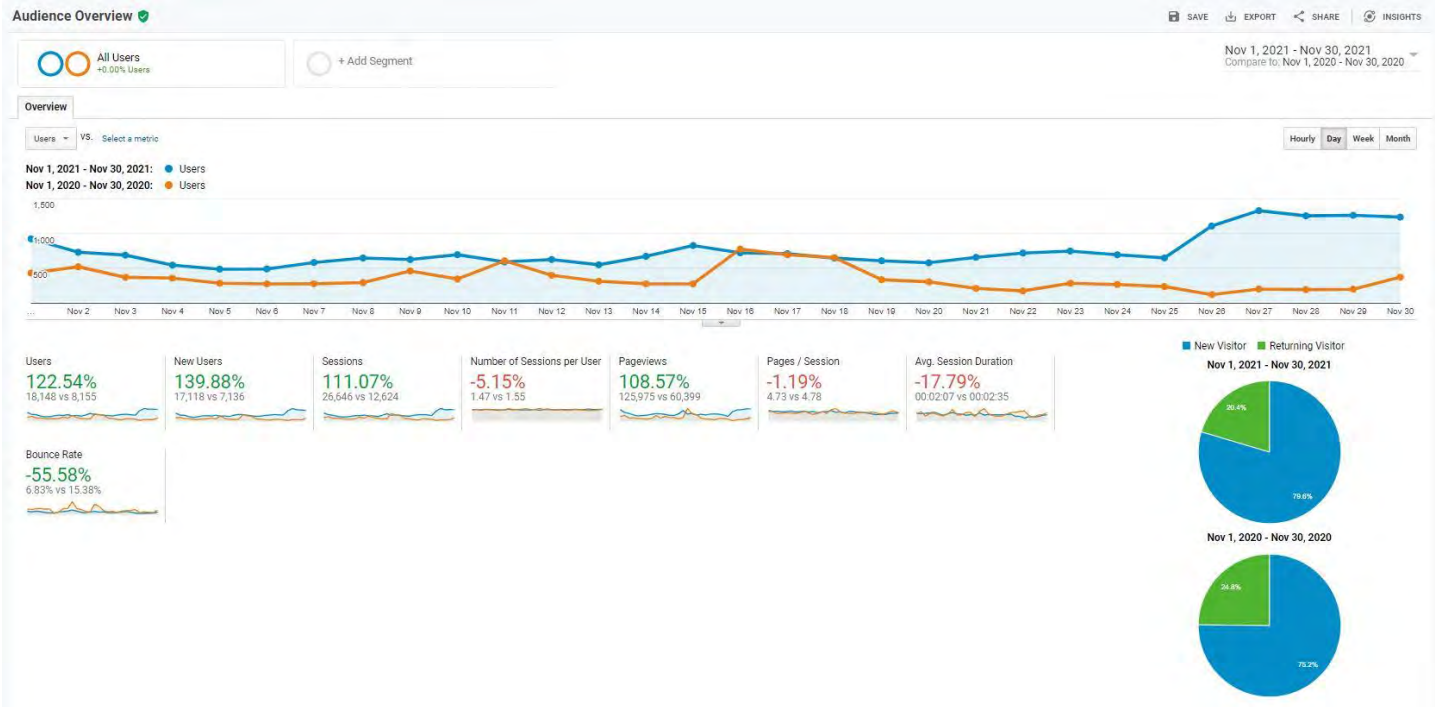 Audience Overview
SAVE EXPORT SHARE INSIGHTS
All Users
+0.00% Users
+ Add Segment
Nov 1, 2021 - Nov 30, 2021
Compare to: Nov 1, 2020 - Nov 30, 2020
Overview
Users VS. Select a metric
Hourly Day Week Month
Nov 1, 2021 - Nov 30, 2021: Users
Nov 1, 2020 - Nov 30, 2020: Users
1,500
1,000
500
... Nov 2 Nov 3 Nov 4 Nov 5 Nov 6 Nov 7 Nov 8 Nov 9 Nov 10 Nov 11 Nov 12 Nov 13 Nov 14 Nov 15 Nov 16 Nov 17 Nov 18 Nov 19 Nov 20 Nov 21 Nov 22 Nov 23 Nov 24 Nov 25 Nov 26 Nov 27 Nov 28 Nov 29 Nov 30
Users
122.54%
18,148 vs 8,155
New Users
139.88%
17,118 vs 7,136
Sessions
111.07%
26,646 vs 12,624
Number of Sessions per User
-5.15%
1.47 vs 1.55
Pageviews
108.57%
125,975 vs 60,399
Pages / Session
-1.19%
4.73 vs 4.78
Avg. Session Duration
-17.79%
00:02:07 vs 00:02:35
Bounce Rate
-55.58%
6.83% vs 15.38%
New Visitor Returning Visitor
Nov 1, 2021 - Nov 30, 2021
20.4%
79.6%
Nov 1, 2020 - Nov 30, 2020
24.8%
75.2%